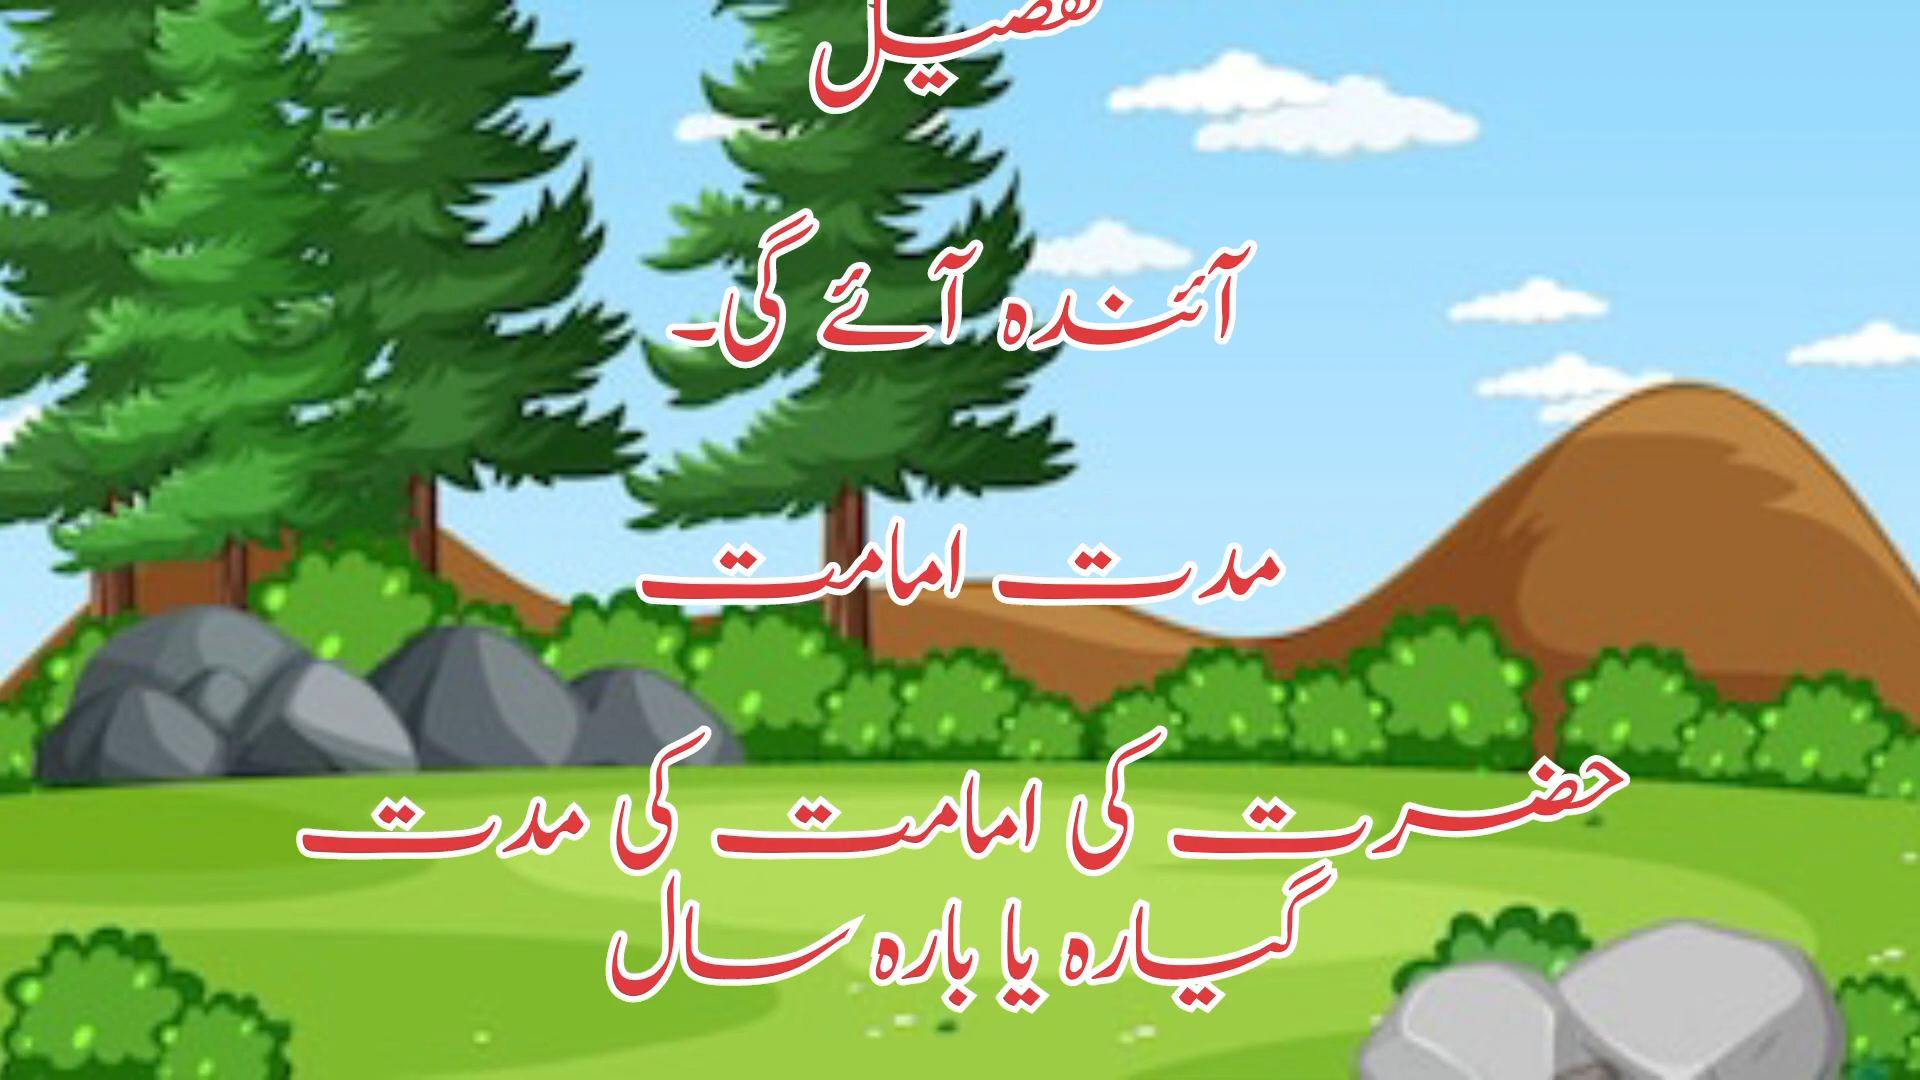 تفصیل
آئندہ آئے گی۔
مدت امامت
حضرت کی امامت کی مدت
گیارہ یا بارہ سال